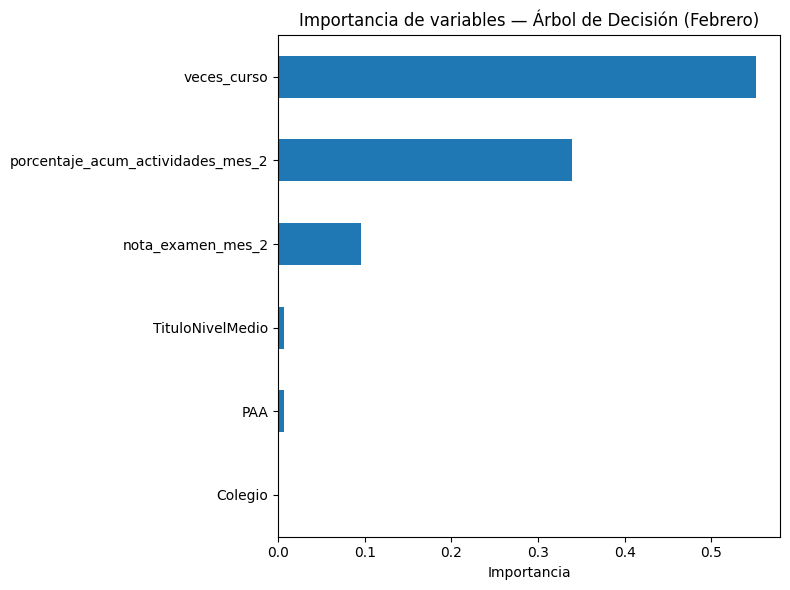 Importancia de variables — Árbol de Decisión (Febrero)
veces_curso
porcentaje_acum_actividades_mes_2
nota_examen_mes_2
TituloNivelMedio
PAA
Colegio
0.0 0.1 0.2 0.3 0.4 0.5
Importancia